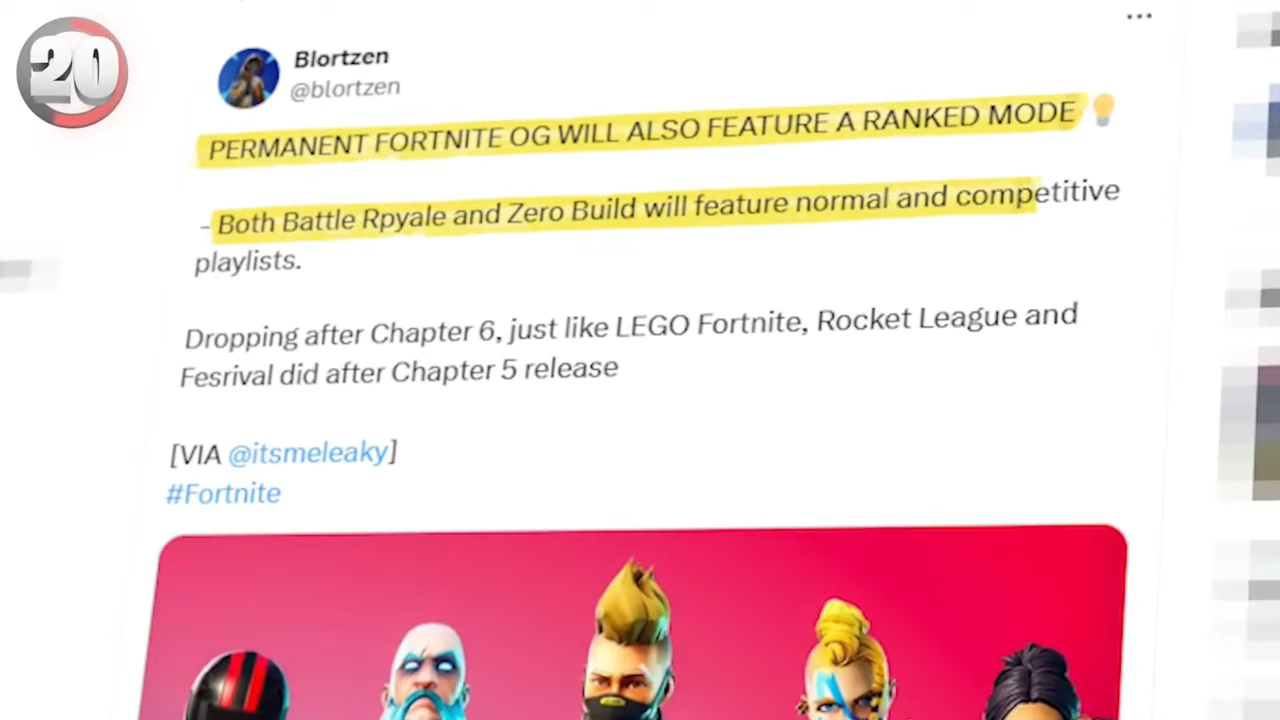 20
Blortzen
@blortzen
PERMANENT FORTNITE OG WILL ALSO FEATURE A RANKED MODE💡
- Both Battle Rpyale and Zero Build will feature normal and competitive
playlists.
Dropping after Chapter 6, just like LEGO Fortnite, Rocket League and
Fesrival did after Chapter 5 release
[VIA @itsmeleaky]
#Fortnite